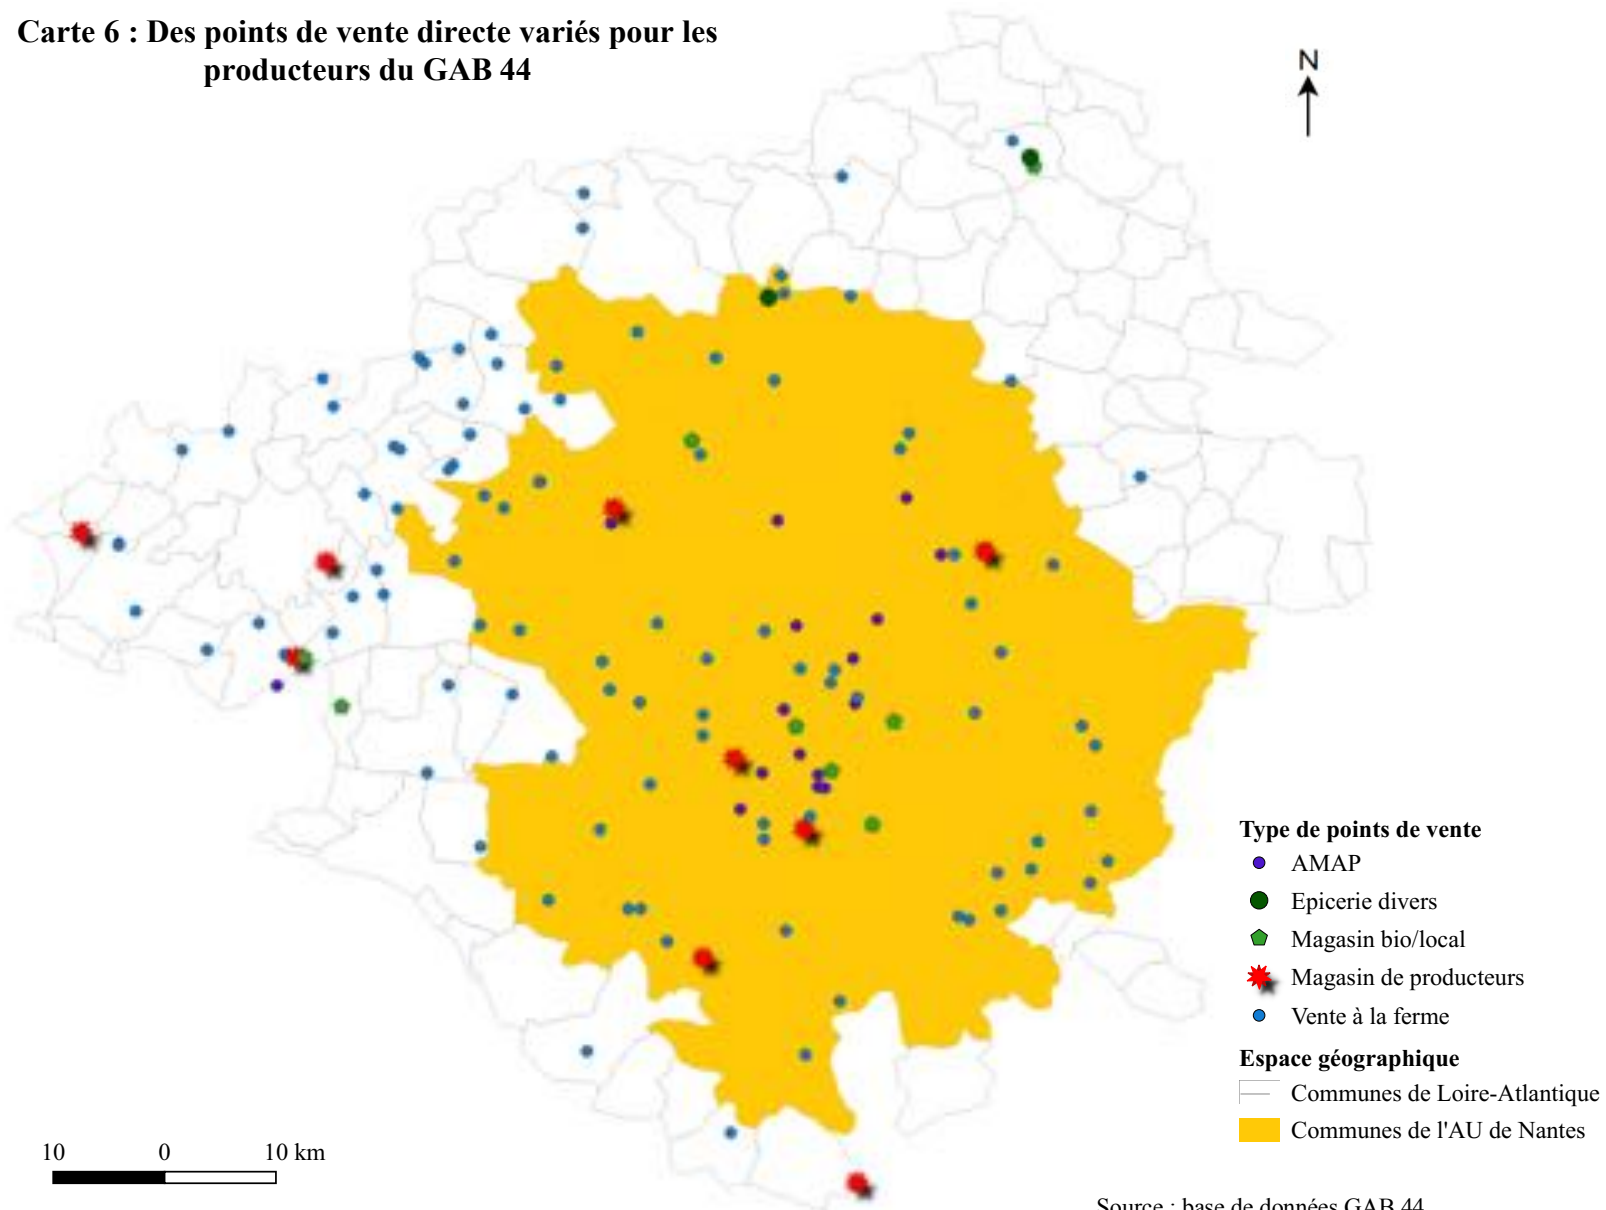 Carte 6 : Des points de vente directe variés pour les
producteurs du GAB 44
N
Type de points de vente
AMAP
Epicerie divers
Magasin bio/local
Magasin de producteurs
Vente à la ferme
Espace géographique
Communes de Loire-Atlantique
Communes de l'AU de Nantes
10 0 10 km
Source : base de données GAB 44